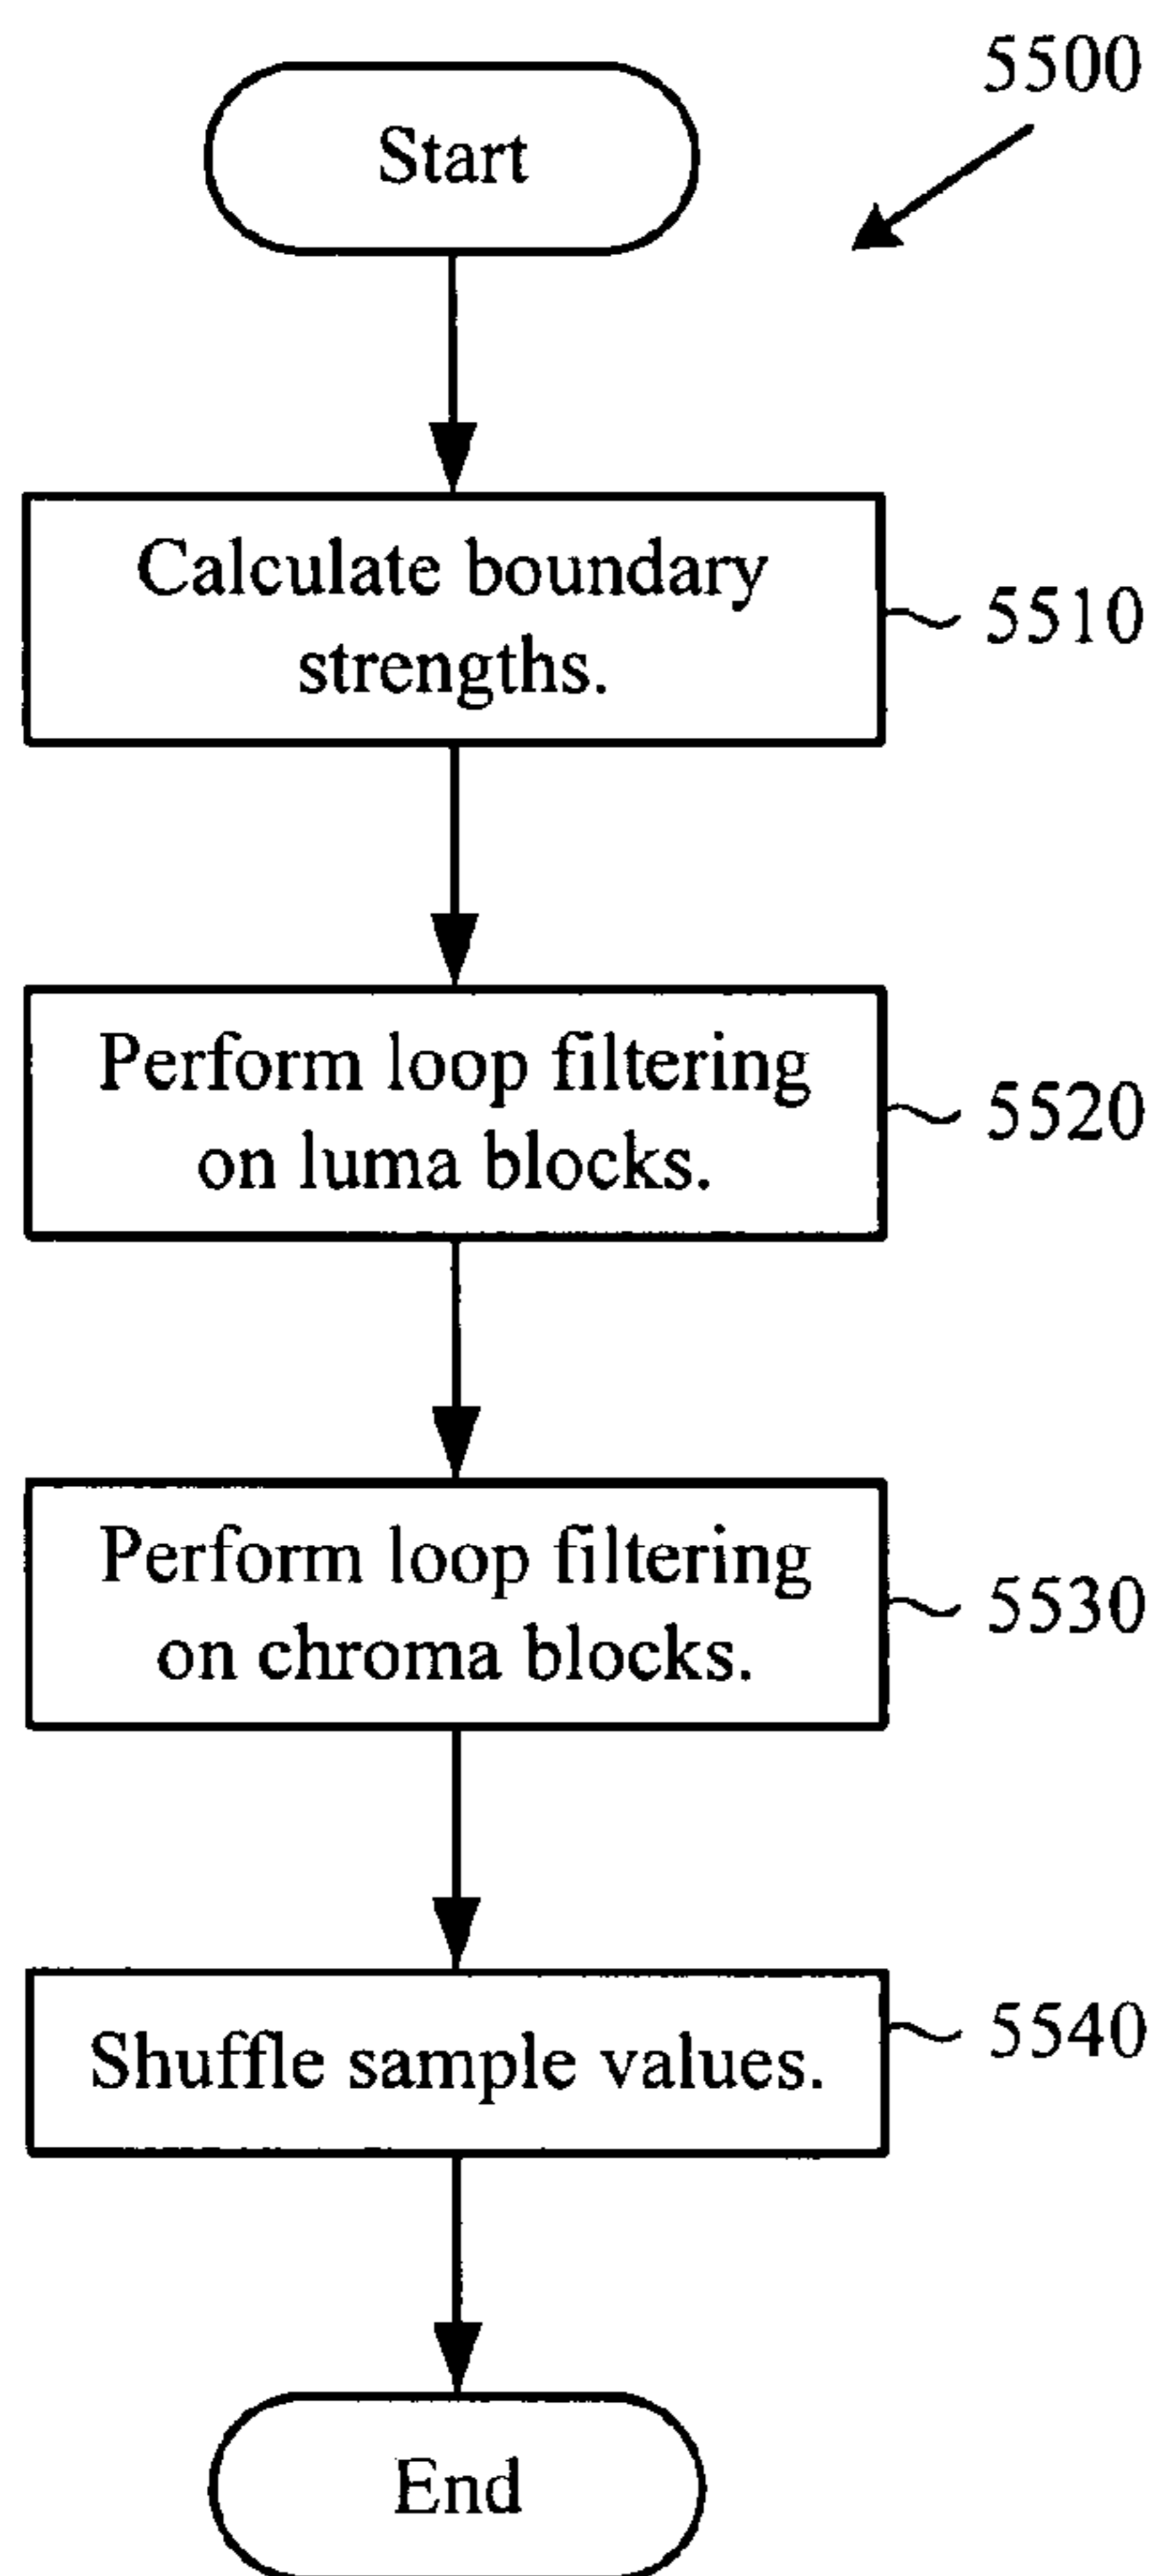 5500
Start
Calculate boundary
strengths.
5510
Perform loop filtering
on luma blocks.
5520
Perform loop filtering
on chroma blocks.
5530
Shuffle sample values.
5540
End